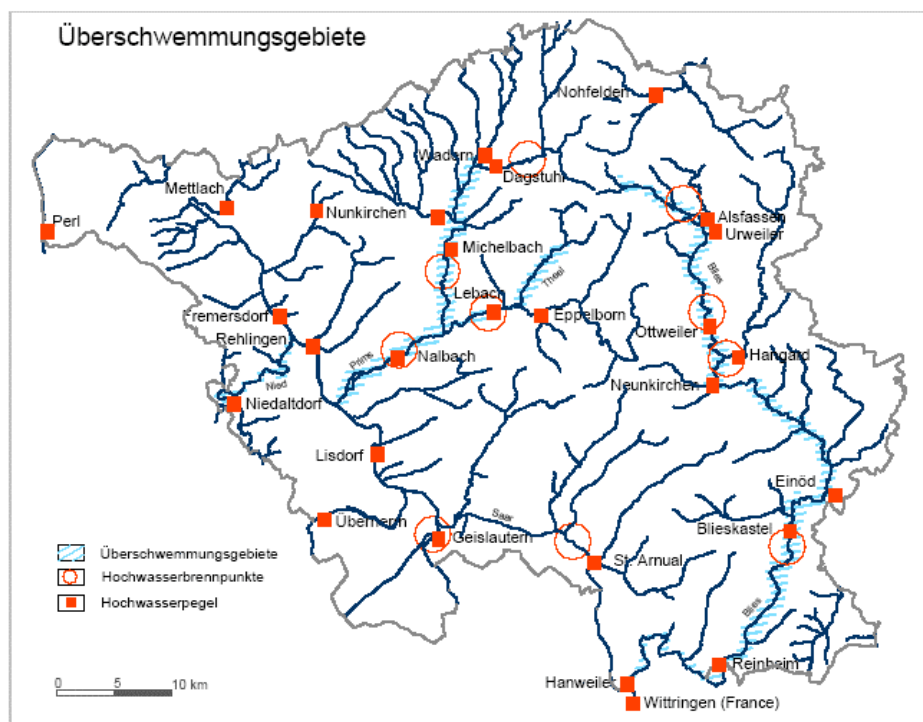 Überschwemmungsgebiete
Nohfelden
Wadern
Dagstuhl
Mettlach
Nunkirchen
Perl
Alsfassen
Urweiler
Michelbach
Blies
Theel
Lebach
Fremersdorf
Eppelborn
Ottweiler
Rehlingen
Prims
Nalbach
Hangard
Nied
Neunkirchen
Niedaltdorf
Lisdorf
Einöd
Saar
Überherrn
Geislautern
Blieskastel
St. Arnual
Überschwemmungsgebiete
Hochwasserbrennpunkte
Hochwasserpegel
Blies
Reinheim
Hanweiler
Wittringen (France)
0 5 10 km